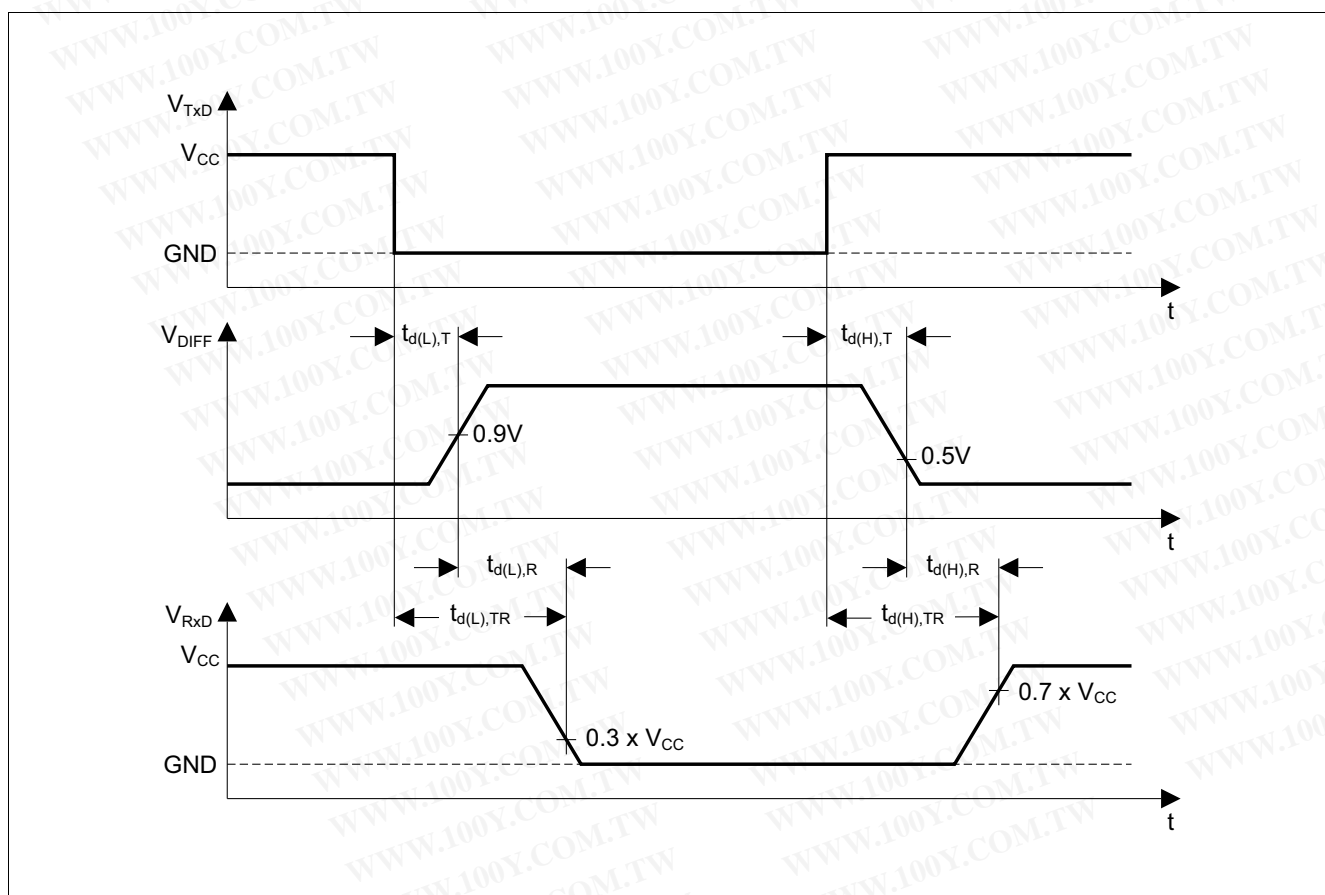 V_TxD
V_CC
GND
t
V_DIFF
t_d(L),T
t_d(H),T
0.9V
0.5V
t
t_d(L),R
t_d(H),R
t_d(L),TR
t_d(H),TR
V_RxD
V_CC
0.7 x V_CC
0.3 x V_CC
GND
t
WWW.100Y.COM.TW